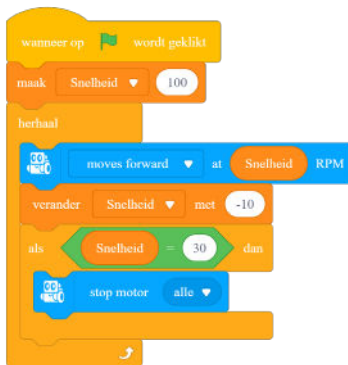 wanneer op wordt geklikt
maak Snelheid 100
herhaal
moves forward at Snelheid RPM
verander Snelheid met -10
als Snelheid = 30 dan
stop motor alle